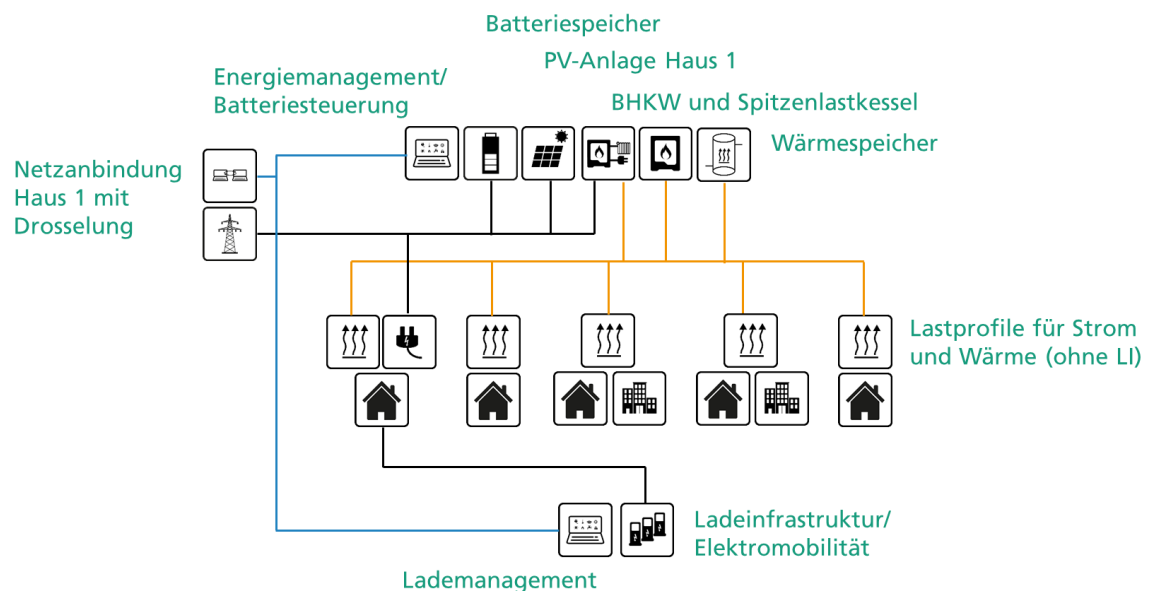 Batteriespeicher
PV-Anlage Haus 1
Energiemanagement/
Batteriesteuerung
BHKW und Spitzenlastkessel
Wärmespeicher
Netzanbindung
Haus 1 mit
Drosselung
Lastprofile für Strom
und Wärme (ohne LI)
Ladeinfrastruktur/
Elektromobilität
Lademanagement